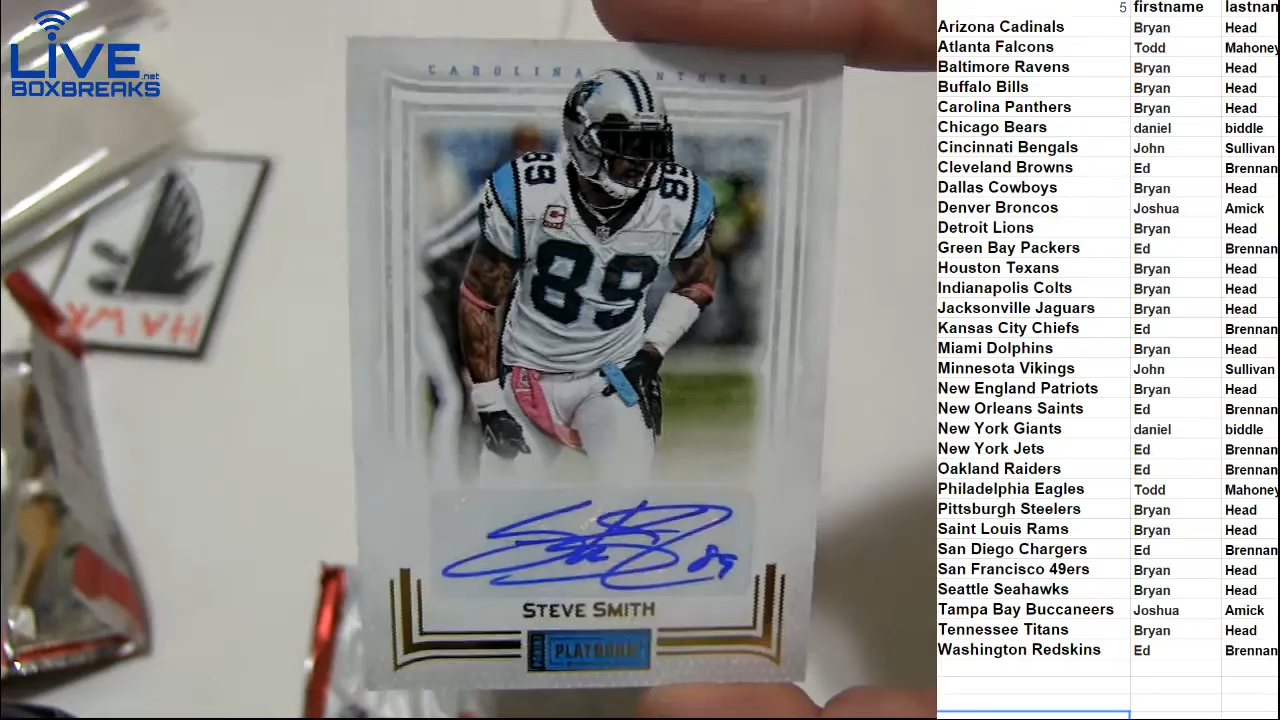 LIVE.net
BOXBREAKS
HAWK
CAROLINA PANTHERS
89
89
89
89
STEVE SMITH
PANINI PLAYBOOK
5 firstname lastnam
Arizona Cadinals Bryan Head
Atlanta Falcons Todd Mahoney
Baltimore Ravens Bryan Head
Buffalo Bills Bryan Head
Carolina Panthers Bryan Head
Chicago Bears daniel biddle
Cincinnati Bengals John Sullivan
Cleveland Browns Ed Brennan
Dallas Cowboys Bryan Head
Denver Broncos Joshua Amick
Detroit Lions Bryan Head
Green Bay Packers Ed Brennan
Houston Texans Bryan Head
Indianapolis Colts Bryan Head
Jacksonville Jaguars Bryan Head
Kansas City Chiefs Ed Brennan
Miami Dolphins Bryan Head
Minnesota Vikings John Sullivan
New England Patriots Bryan Head
New Orleans Saints Ed Brennan
New York Giants daniel biddle
New York Jets Ed Brennan
Oakland Raiders Ed Brennan
Philadelphia Eagles Todd Mahoney
Pittsburgh Steelers Bryan Head
Saint Louis Rams Bryan Head
San Diego Chargers Ed Brennan
San Francisco 49ers Bryan Head
Seattle Seahawks Bryan Head
Tampa Bay Buccaneers Joshua Amick
Tennessee Titans Bryan Head
Washington Redskins Ed Brennan